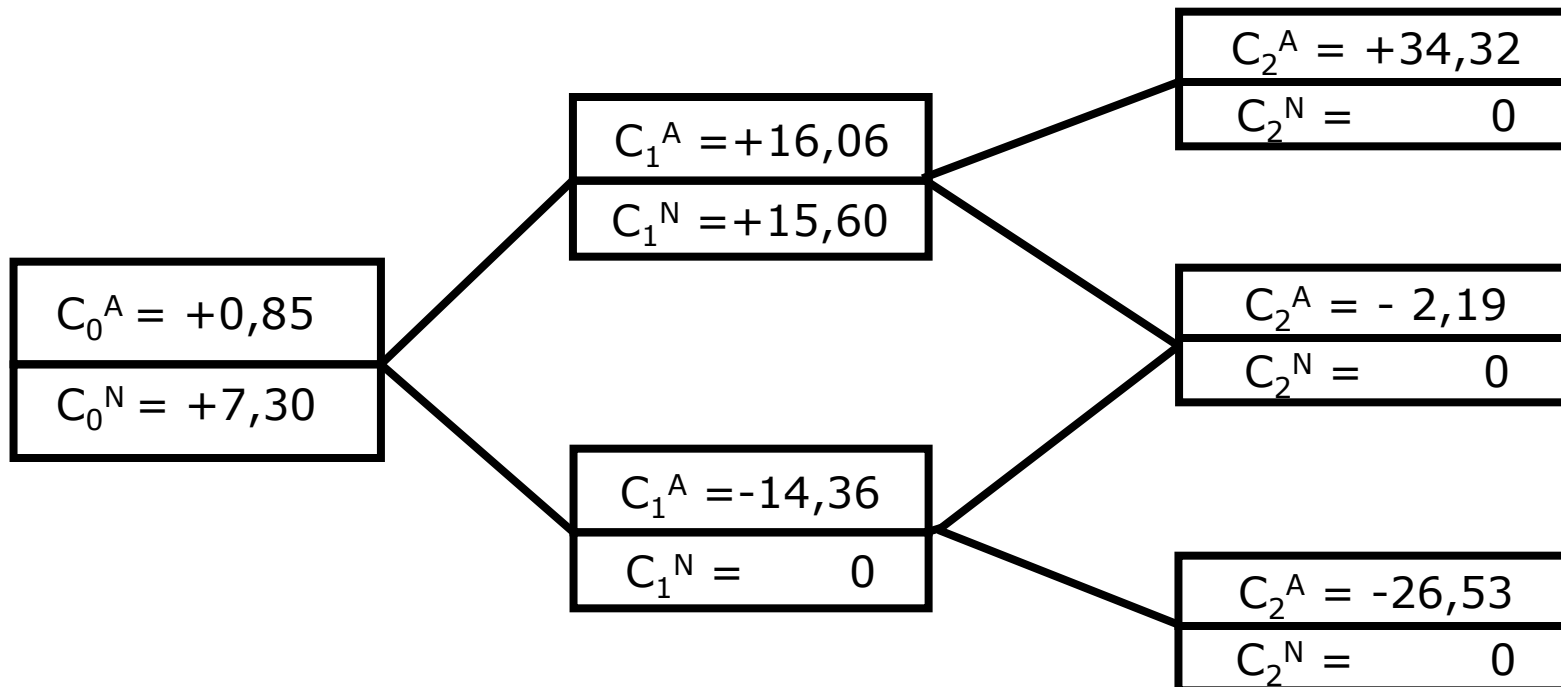 C₀ᴬ = +0,85
C₀ᴺ = +7,30
C₁ᴬ =+16,06
C₁ᴺ =+15,60
C₁ᴬ =-14,36
C₁ᴺ = 0
C₂ᴬ = +34,32
C₂ᴺ = 0
C₂ᴬ = - 2,19
C₂ᴺ = 0
C₂ᴬ = -26,53
C₂ᴺ = 0